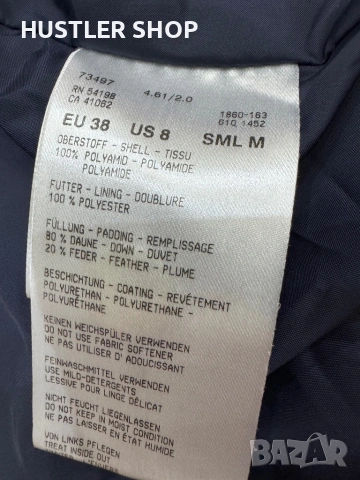 HUSTLER SHOP
73497
RN 54198
CA 41062
4.61/2.0
1860-163
010 1452
EU 38 US 8 SML M
OBERSTOFF - SHELL - TISSU
100% POLYAMID - POLYAMIDE
POLYAMIDE
FUTTER - LINING - DOUBLURE
100 % POLYESTER
FÜLLUNG - PADDING - REMPLISSAGE
80 % DAUNE - DOWN - DUVET
20 % FEDER - FEATHER - PLUME
BESCHICHTUNG - COATING - REVÊTEMENT
POLYURETHAN - POLYURETHANE -
POLYURÉTHANE
KEINEN WEICHSPÜLER VERWENDEN
DO NOT USE FABRIC SOFTENER
NE PAS UTILISER D'ADOUCISSANT
FEINWASCHMITTEL VERWENDEN
USE MILD-DETERGENTS
LESSIVE POUR LINGE DÉLICAT
NICHT FEUCHT LIEGENLASSEN
DO NOT KEEP IN MOIST CONDITION
NE PAS LAISSER EN ÉTAT HUMIDE
VON LINKS PFLEGEN
TREAT INSIDE OUT
BAZAR